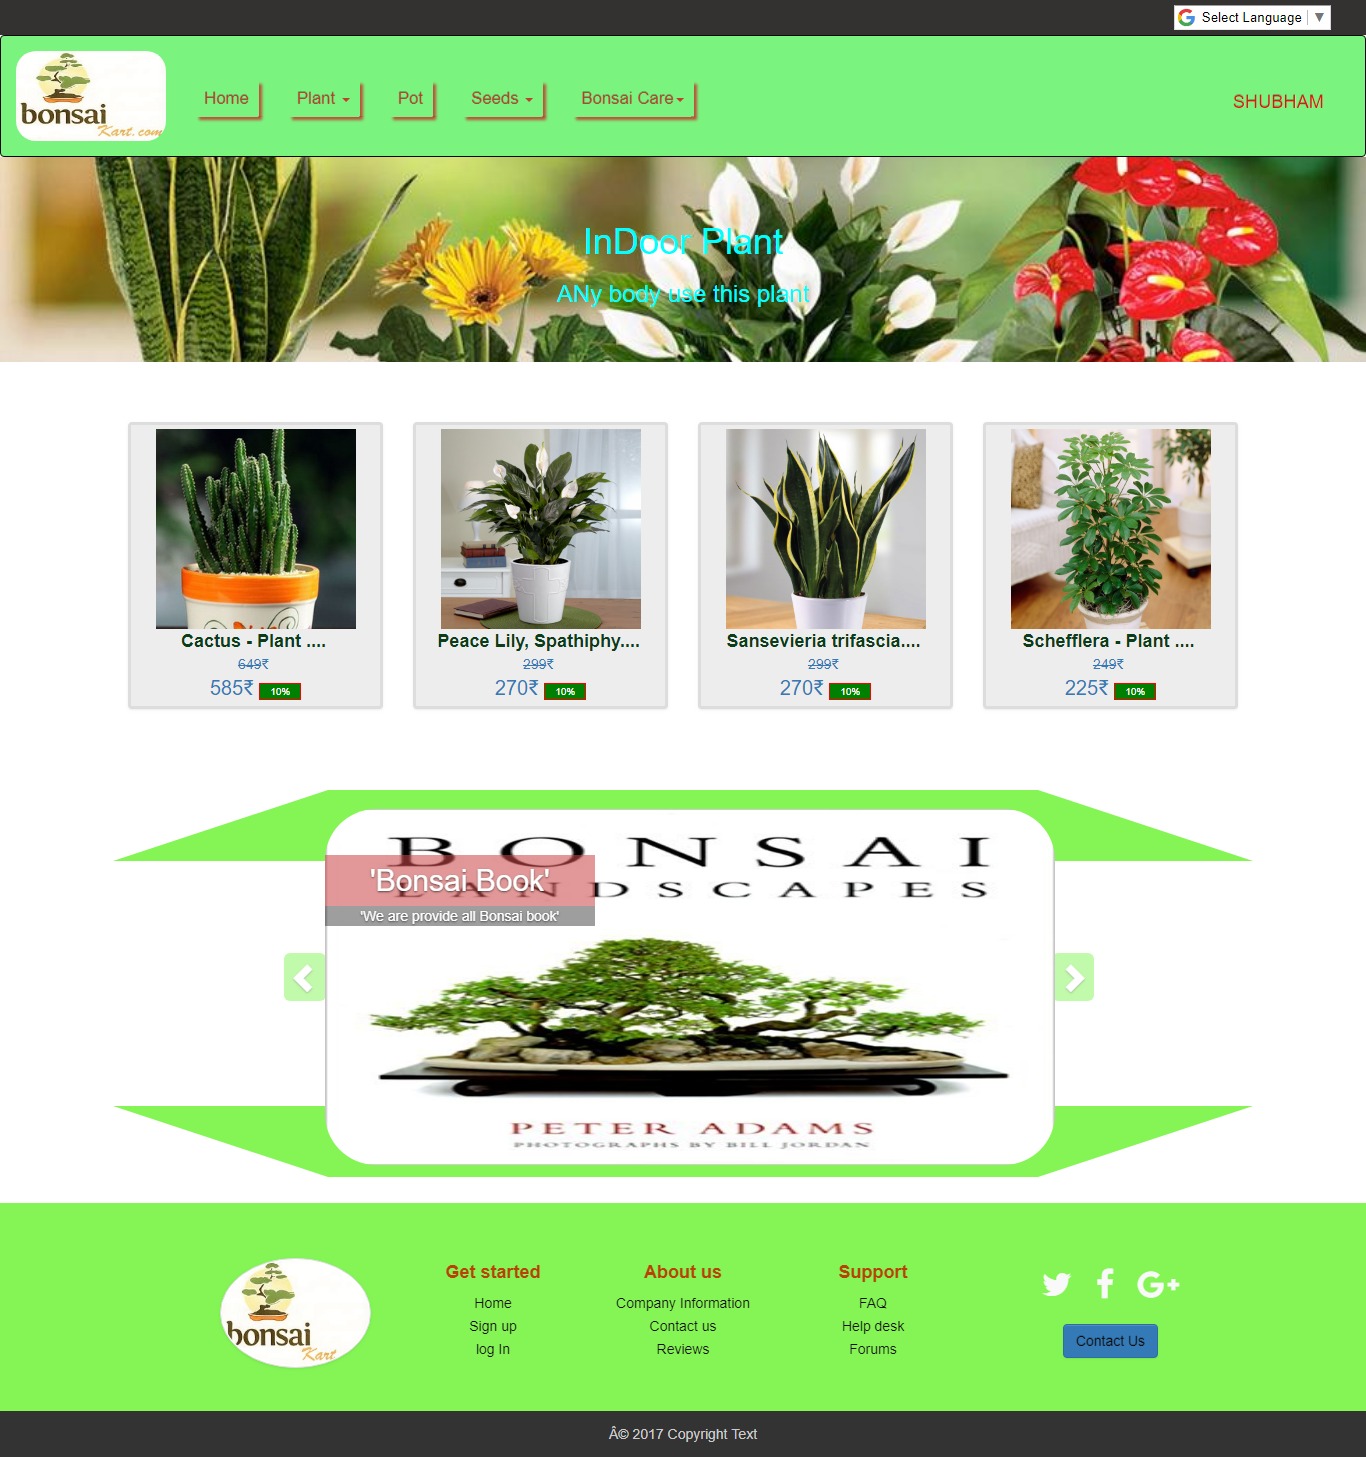 Select Language ▼
bonsai
Kart.com
Home
Plant
Pot
Seeds
Bonsai Care
SHUBHAM
InDoor Plant
ANy body use this plant
Cactus - Plant ....
649₹
585₹ 10%
Peace Lily, Spathiphy....
299₹
270₹ 10%
Sansevieria trifascia....
299₹
270₹ 10%
Schefflera - Plant ....
249₹
225₹ 10%
BONSAI
LANDSCAPES
'Bonsai Book'
'We are provide all Bonsai book'
PETER ADAMS
PHOTOGRAPHS BY BILL JORDAN
bonsai
Kart
Get started
Home
Sign up
log In
About us
Company Information
Contact us
Reviews
Support
FAQ
Help desk
Forums
Contact Us
Â© 2017 Copyright Text